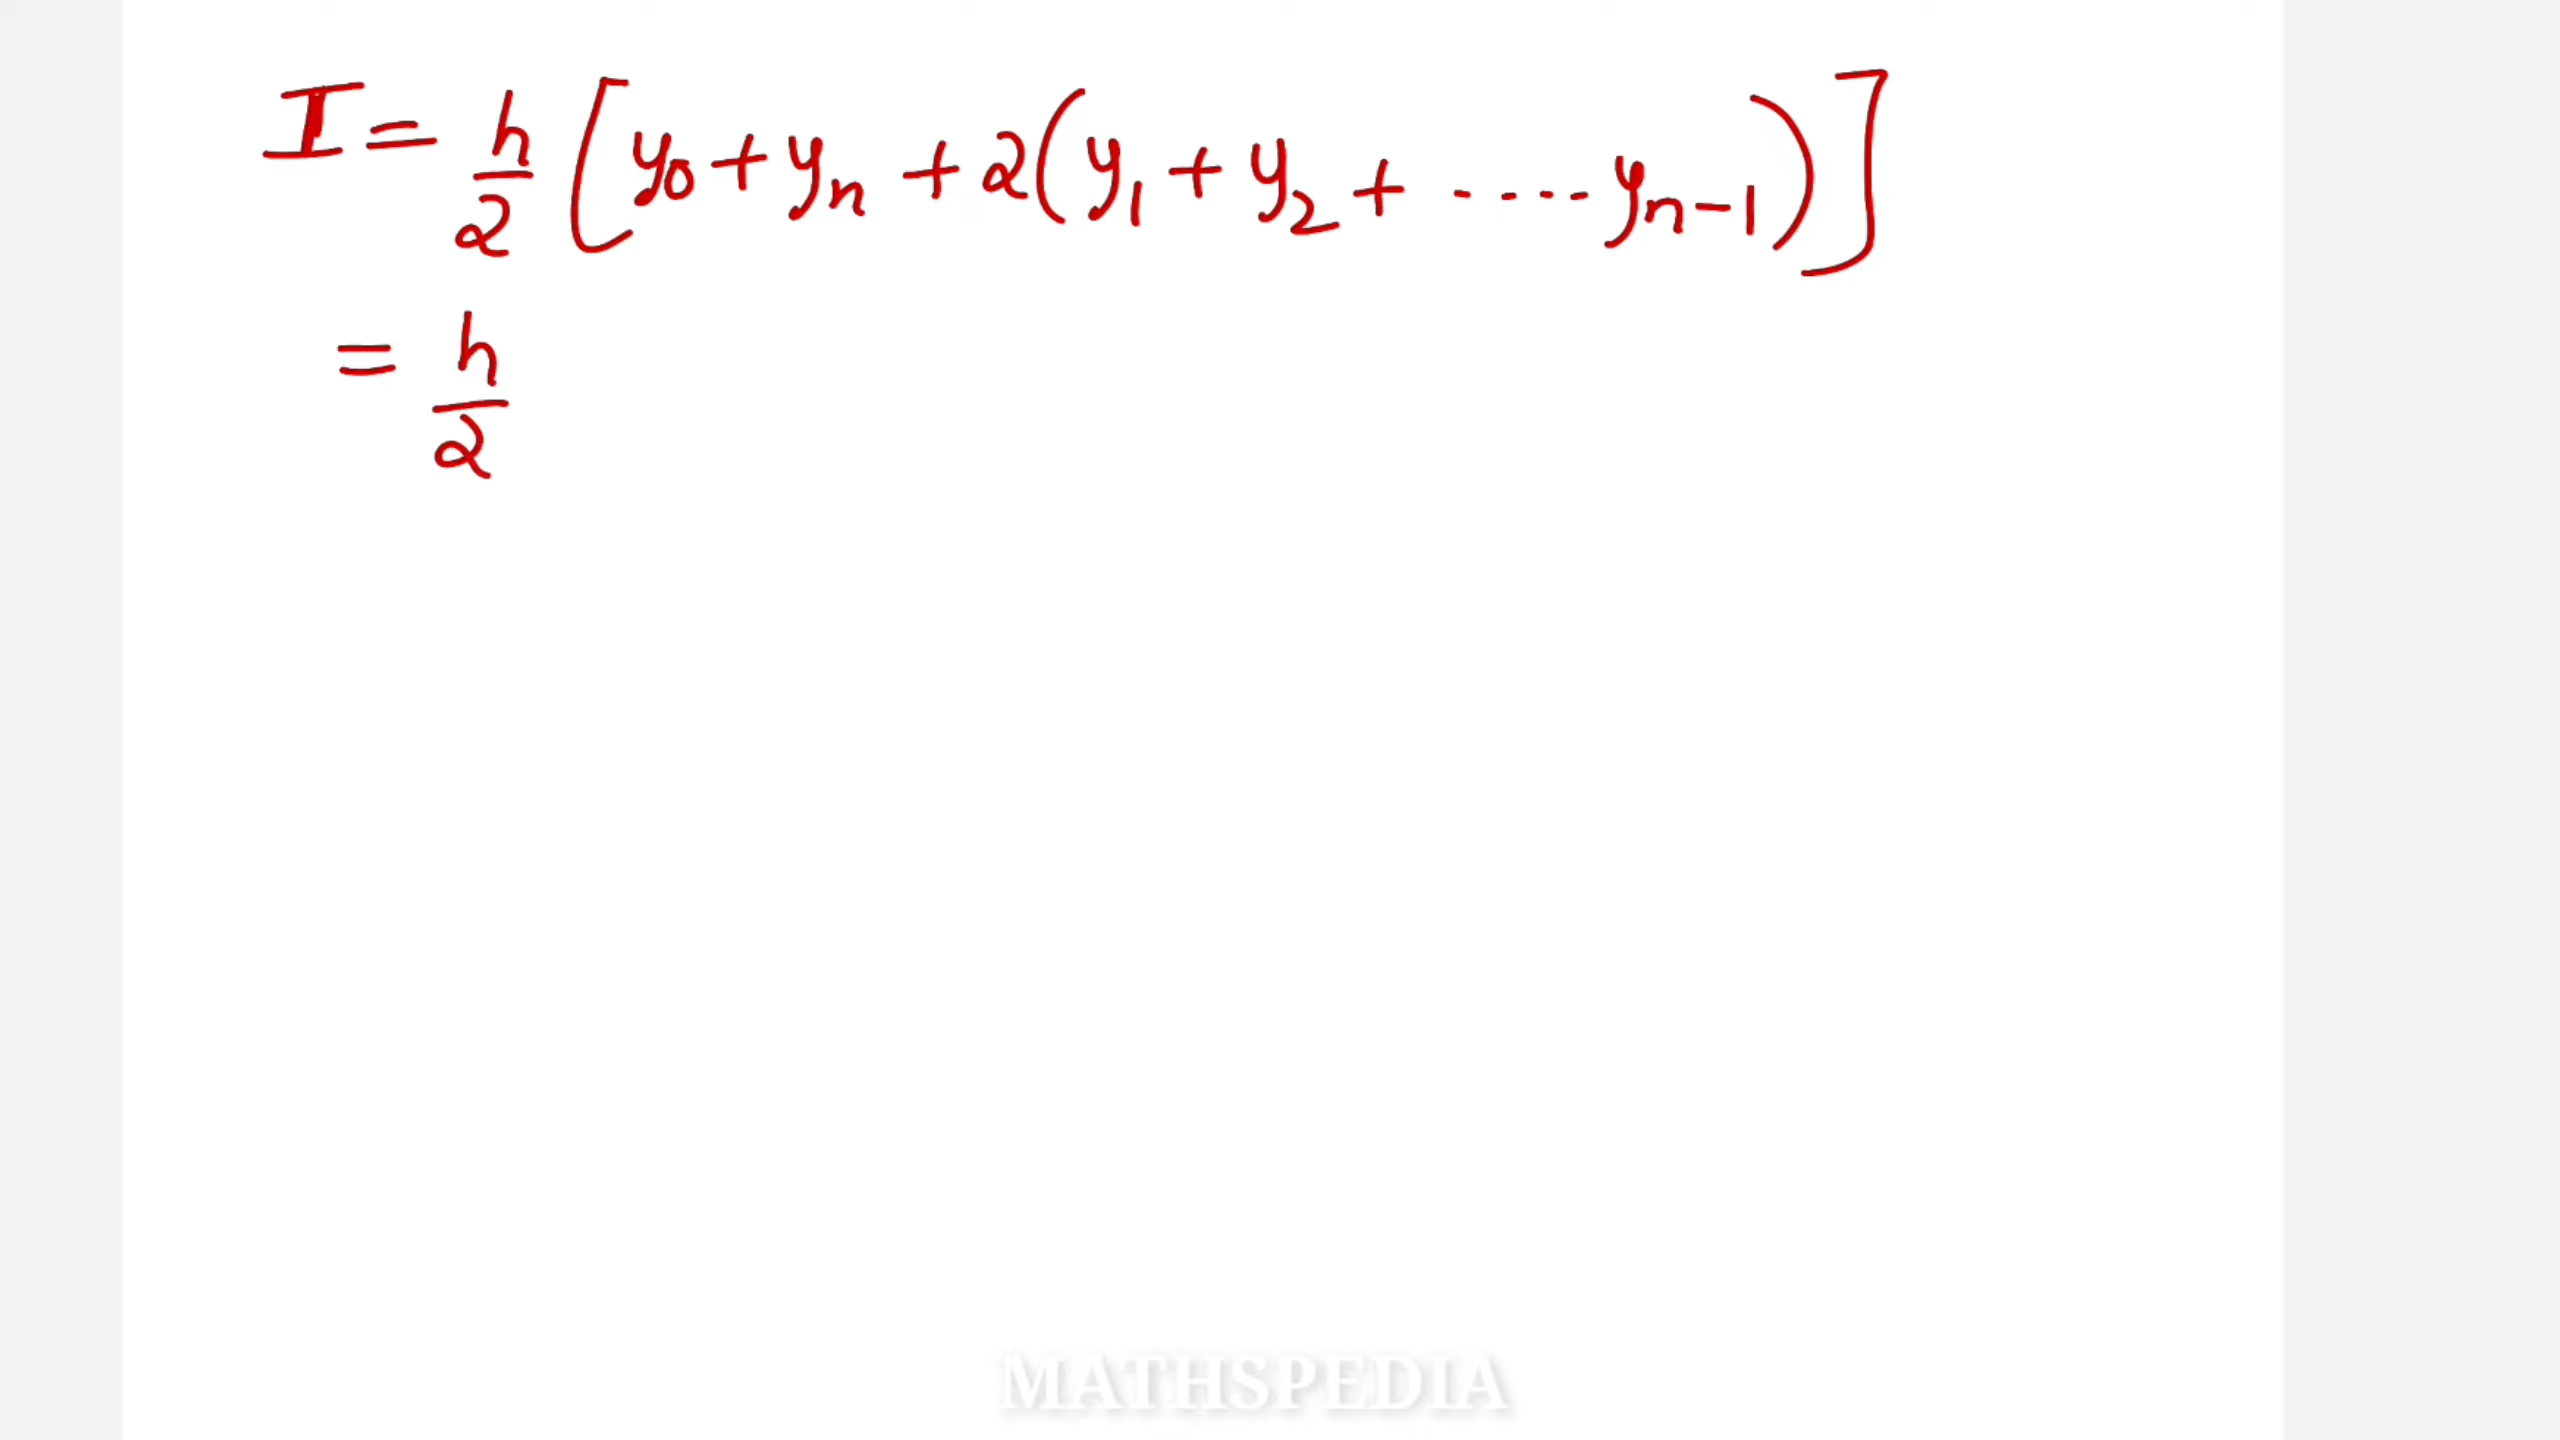 I = h/2 [y₀ + yₙ + 2(y₁ + y₂ + ..... yₙ₋₁)]
= h/2
MATHSPEDIA